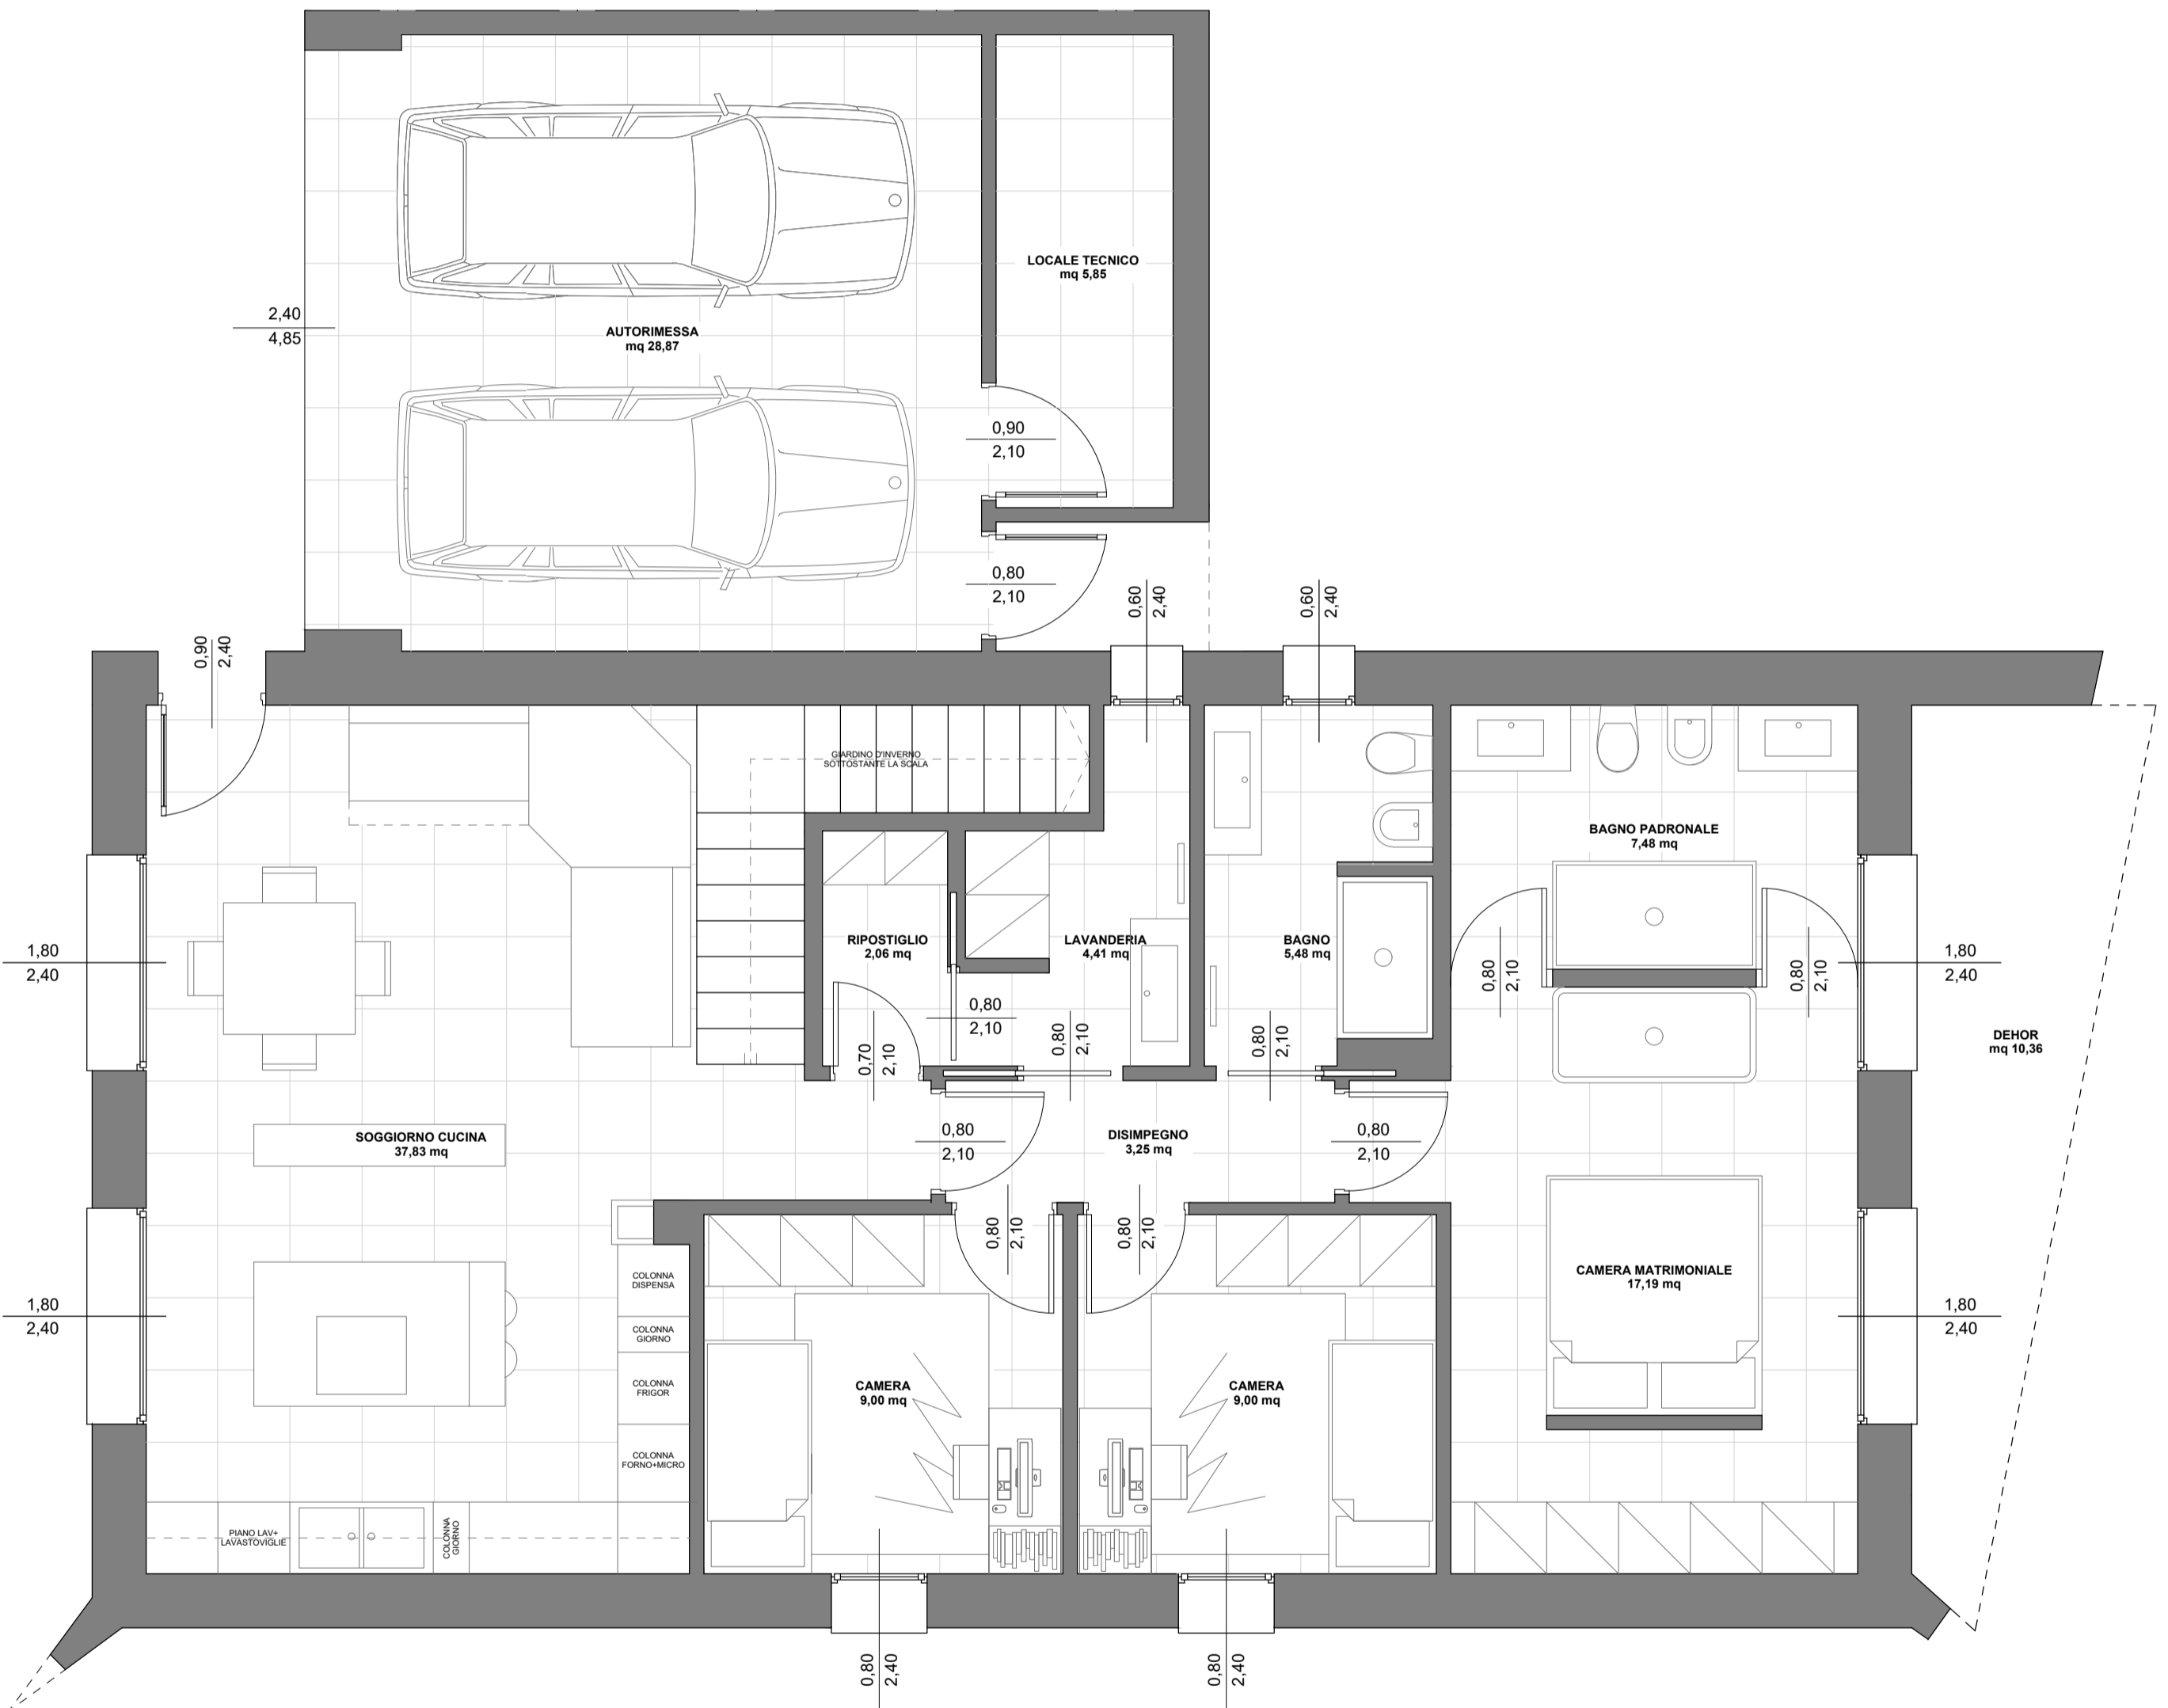 LOCALE TECNICO
mq 5,85
2,40
4,85
AUTORIMESSA
mq 28,87
0,90
2,10
0,80
2,10
0,90
2,40
0,60
2,40
0,60
2,40
GIARDINO D'INVERNO
SOTTOSTANTE LA SCALA
BAGNO PADRONALE
7,48 mq
RIPOSTIGLIO
2,06 mq
LAVANDERIA
4,41 mq
BAGNO
5,48 mq
1,80
2,40
0,80
2,10
0,80
2,10
1,80
2,40
0,80
2,10
0,70
2,10
0,80
2,10
0,80
2,10
DEHOR
mq 10,36
SOGGIORNO CUCINA
37,83 mq
0,80
2,10
DISIMPEGNO
3,25 mq
0,80
2,10
0,80
2,10
0,80
2,10
COLONNA
DISPENSA
CAMERA MATRIMONIALE
17,19 mq
1,80
2,40
COLONNA
GIORNO
1,80
2,40
COLONNA
FRIGOR
CAMERA
9,00 mq
CAMERA
9,00 mq
COLONNA
FORNO+MICRO
PIANO LAV+
LAVASTOVIGLIE
COLONNA
GIORNO
0,80
2,40
0,80
2,40